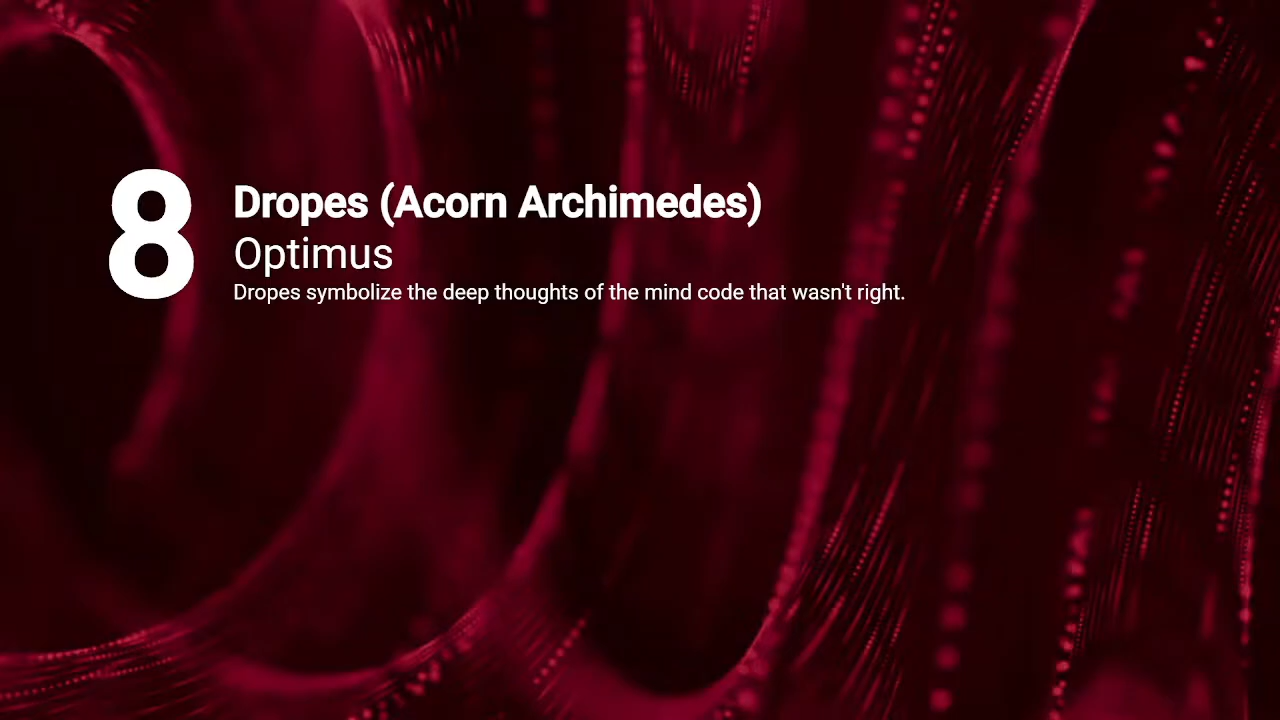 8
Dropes (Acorn Archimedes)
Optimus
Dropes symbolize the deep thoughts of the mind code that wasn't right.